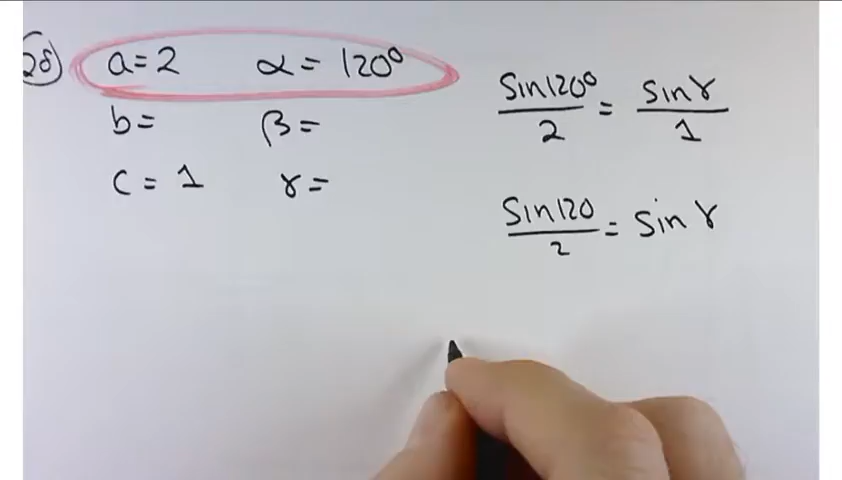 28
a=2 α= 120°
b= β=
c = 1 γ=
Sin120°/2 = Sinγ/1
Sin120/2 = Sin γ